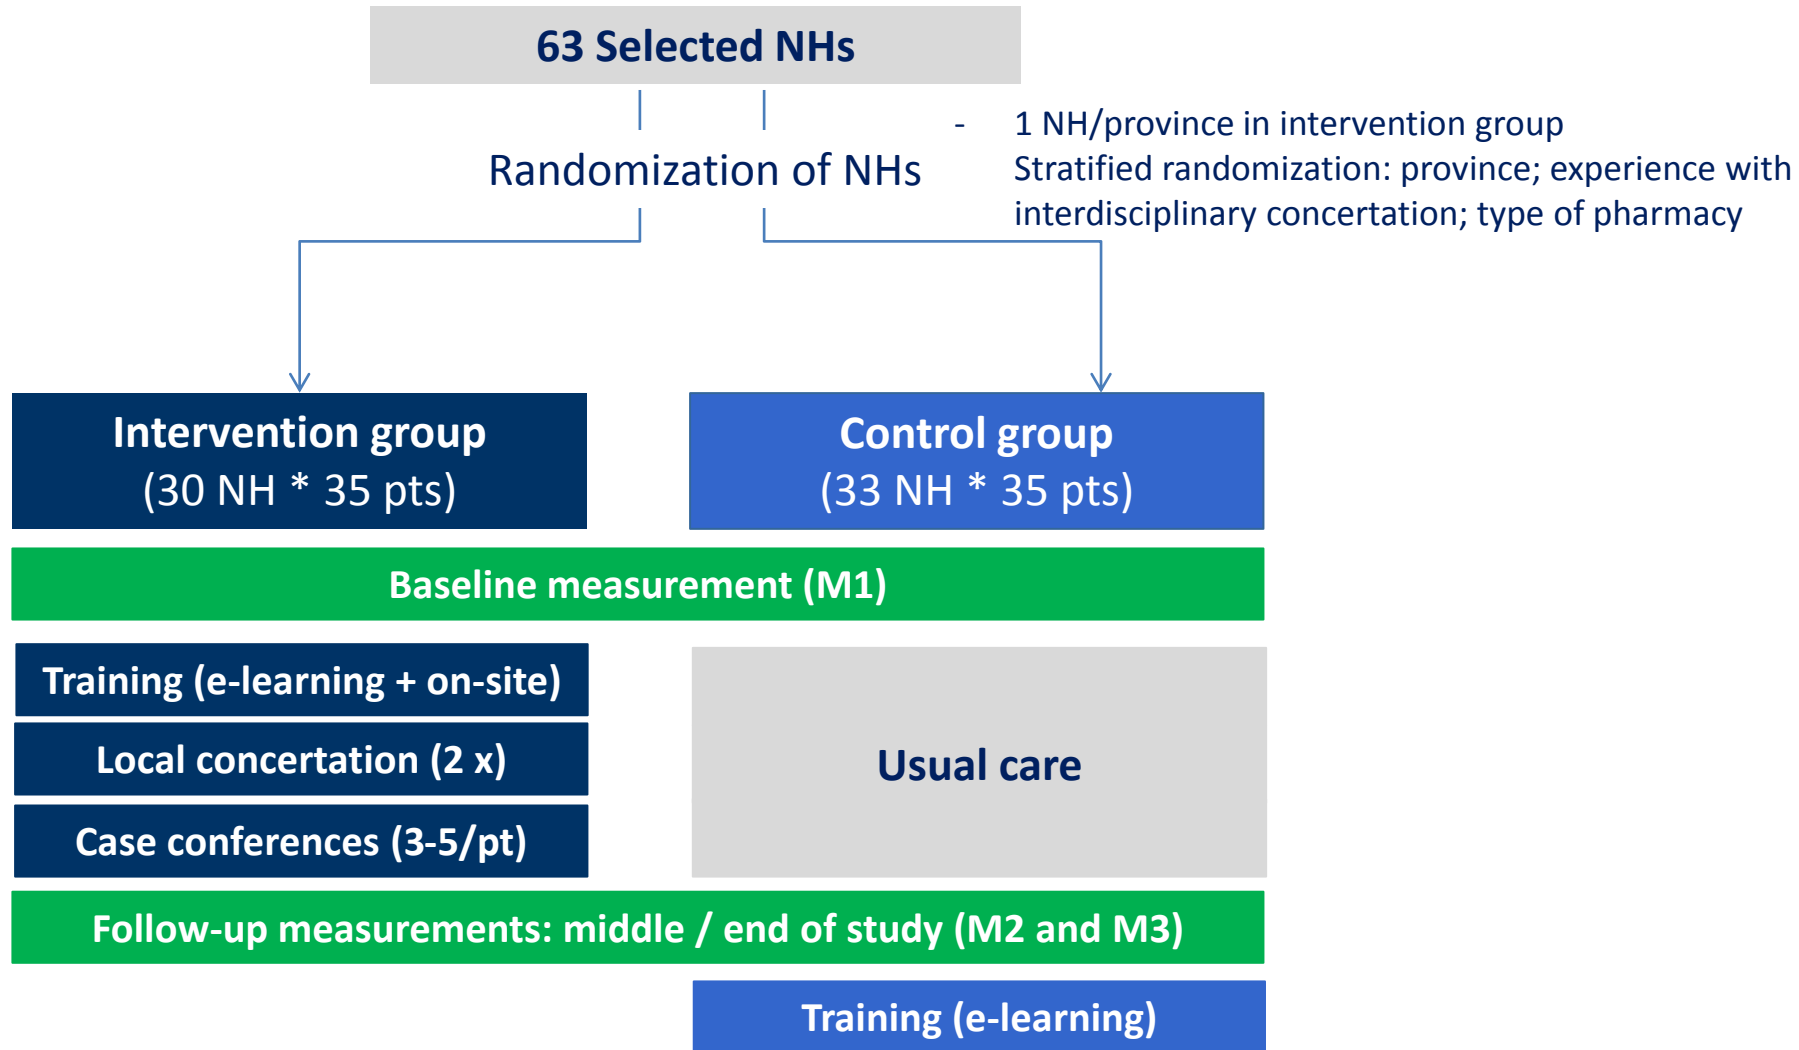 63 Selected NHs
Randomization of NHs
- 1 NH/province in intervention group
Stratified randomization: province; experience with
interdisciplinary concertation; type of pharmacy
Intervention group
(30 NH * 35 pts)
Control group
(33 NH * 35 pts)
Baseline measurement (M1)
Training (e-learning + on-site)
Local concertation (2 x)
Case conferences (3-5/pt)
Usual care
Follow-up measurements: middle / end of study (M2 and M3)
Training (e-learning)